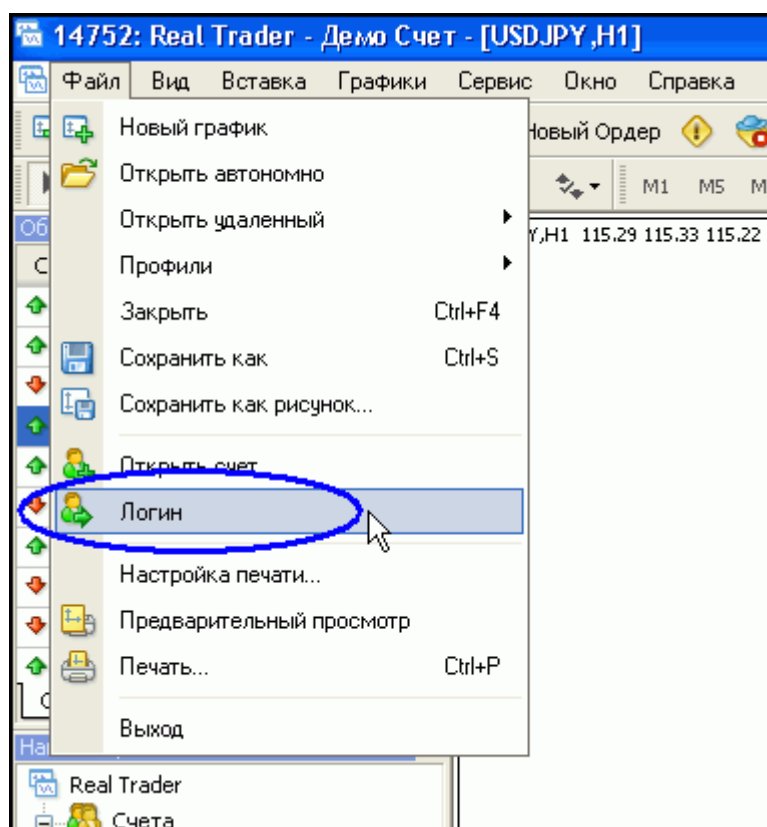 14752: Real Trader - Демо Счет - [USDJPY,H1]
Файл Вид Вставка Графики Сервис Окно Справка
Новый график
Новый Ордер
Открыть автономно
M1 M5
Открыть удаленный
,H1 115.29 115.33 115.22
Профили
Закрыть Ctrl+F4
Сохранить как Ctrl+S
Сохранить как рисунок...
Открыть счет
Логин
Настройка печати...
Предварительный просмотр
Печать... Ctrl+P
Выход
Real Trader
Счета